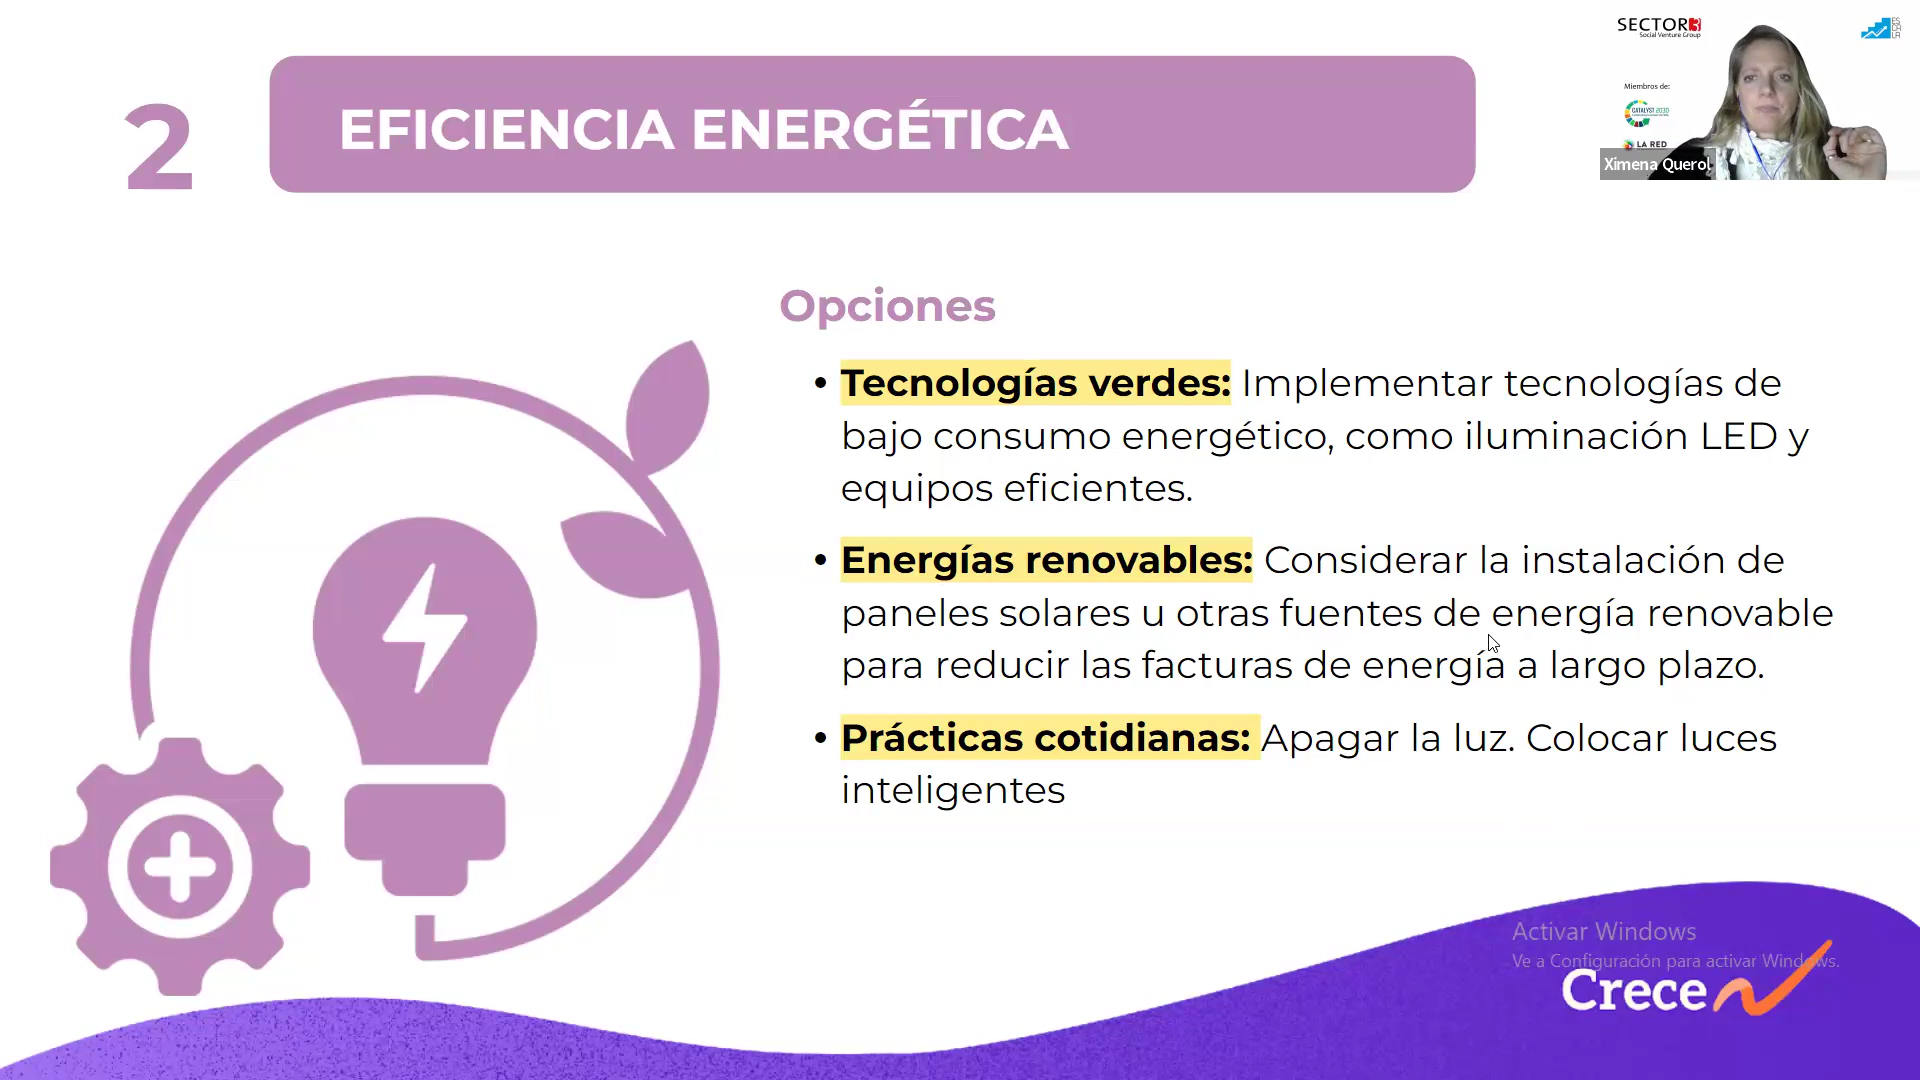 2
EFICIENCIA ENERGÉTICA
SECTOR3
Social Venture Group
Miembros de:
CATALYST 2030
LA RED
Ximena Querol
ES
CA
LA
Opciones
• Tecnologías verdes: Implementar tecnologías de
bajo consumo energético, como iluminación LED y
equipos eficientes.
• Energías renovables: Considerar la instalación de
paneles solares u otras fuentes de energía renovable
para reducir las facturas de energía a largo plazo.
• Prácticas cotidianas: Apagar la luz. Colocar luces
inteligentes
Activar Windows
Ve a Configuración para activar Windows.
Crece